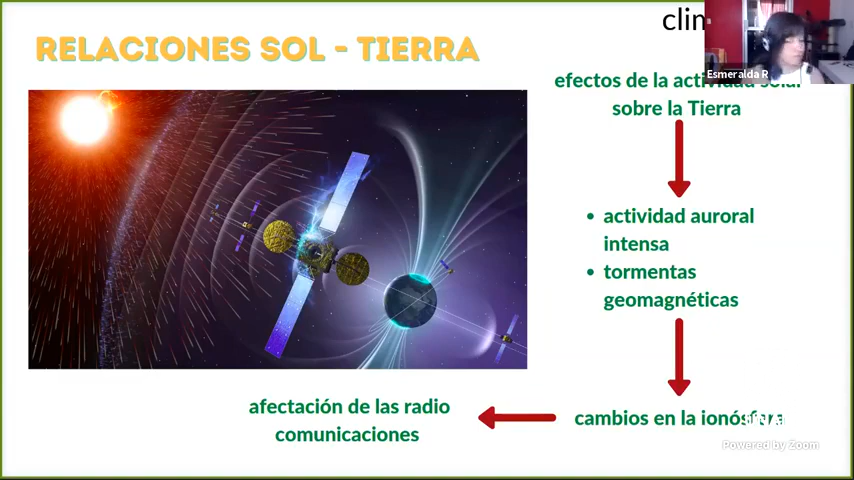 RELACIONES SOL - TIERRA
Esmeralda R
efectos de la actividad solar
sobre la Tierra
• actividad auroral
intensa
• tormentas
geomagnéticas
cambios en la ionósfera
afectación de las radio
comunicaciones
Powered by Zoom